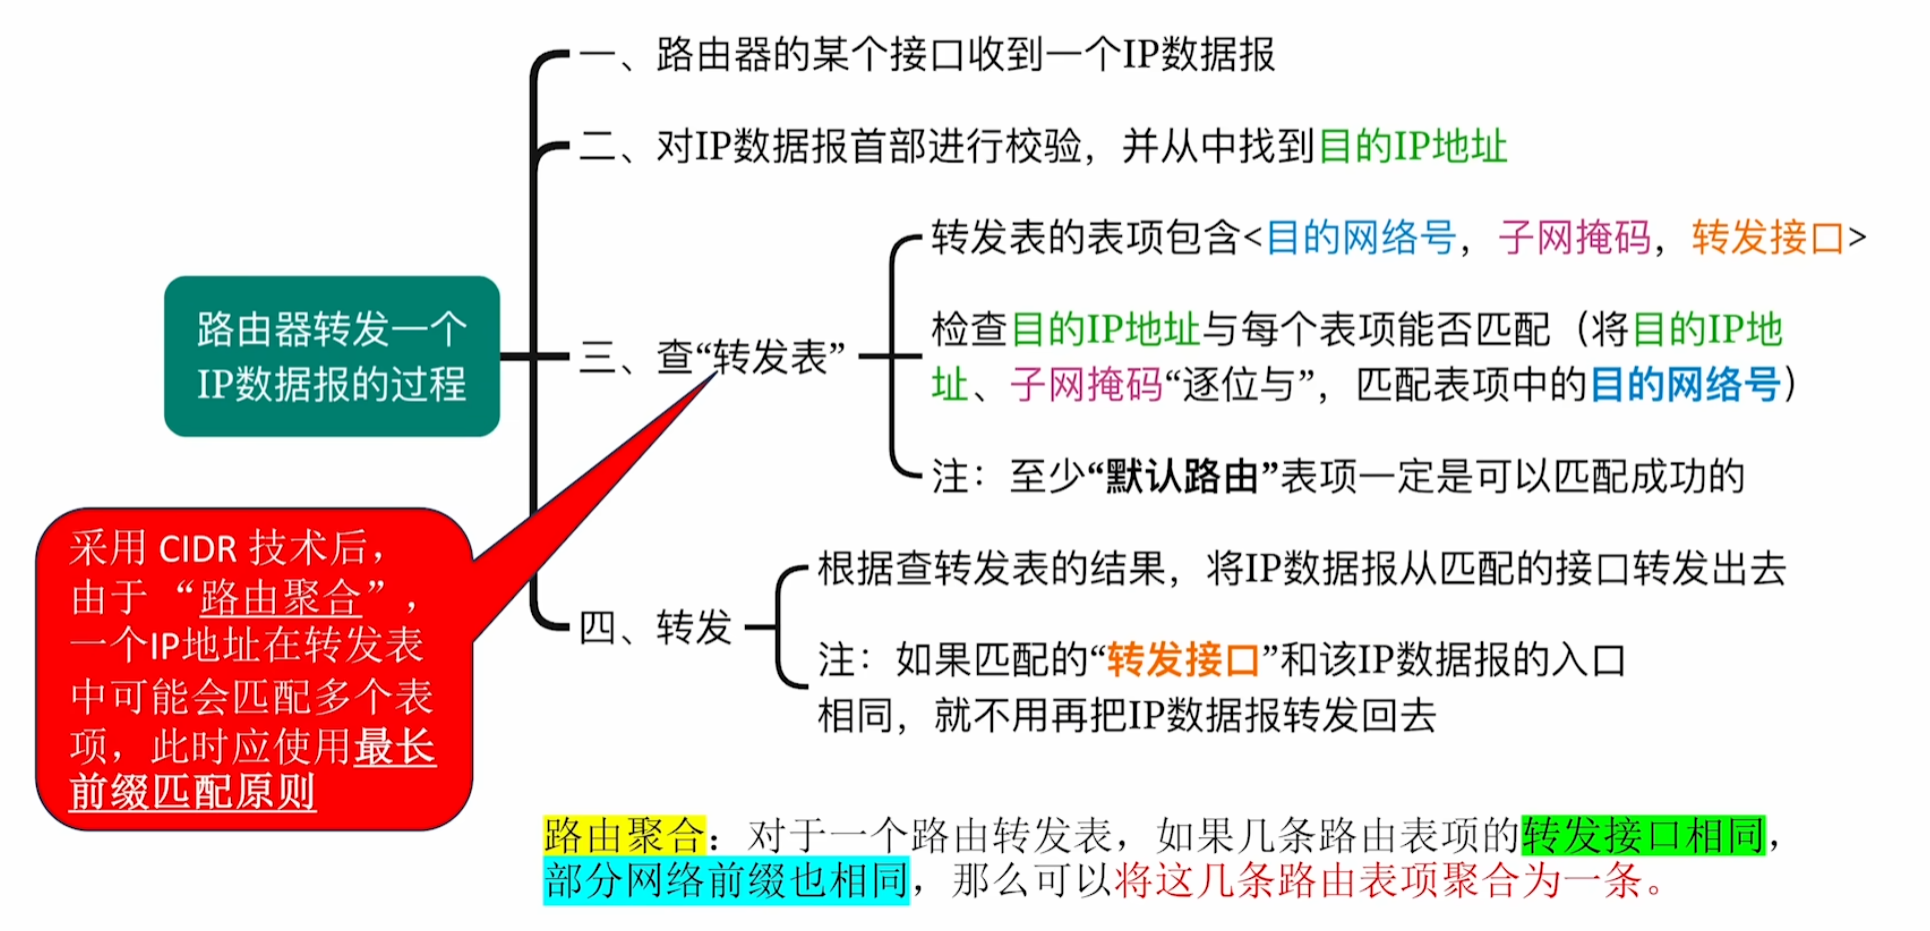 一、路由器的某个接口收到一个IP数据报
二、对IP数据报首部进行校验，并从中找到目的IP地址
路由器转发一个
IP数据报的过程
三、查“转发表”
转发表的表项包含<目的网络号，子网掩码，转发接口>
检查目的IP地址与每个表项能否匹配（将目的IP地
址、子网掩码“逐位与”，匹配表项中的目的网络号）
注：至少“默认路由”表项一定是可以匹配成功的
采用 CIDR 技术后，
由于 “路由聚合”，
一个IP地址在转发表
中可能会匹配多个表
项，此时应使用最长
前缀匹配原则
四、转发
根据查转发表的结果，将IP数据报从匹配的接口转发出去
注：如果匹配的“转发接口”和该IP数据报的入口
相同，就不用再把IP数据报转发回去
路由聚合：对于一个路由转发表，如果几条路由表项的转发接口相同，
部分网络前缀也相同，那么可以将这几条路由表项聚合为一条。